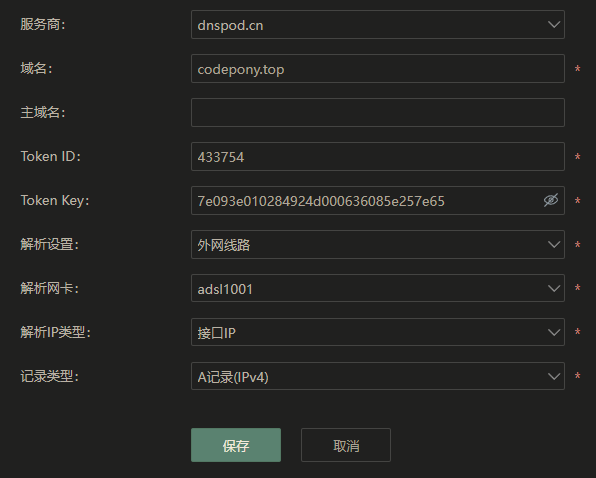 服务商： dnspod.cn
域名： codepony.top *
主域名：
Token ID： 433754 *
Token Key： 7e093e010284924d000636085e257e65 *
解析设置： 外网线路 *
解析网卡： adsl1001 *
解析IP类型： 接口IP *
记录类型： A记录(IPv4) *
保存 取消